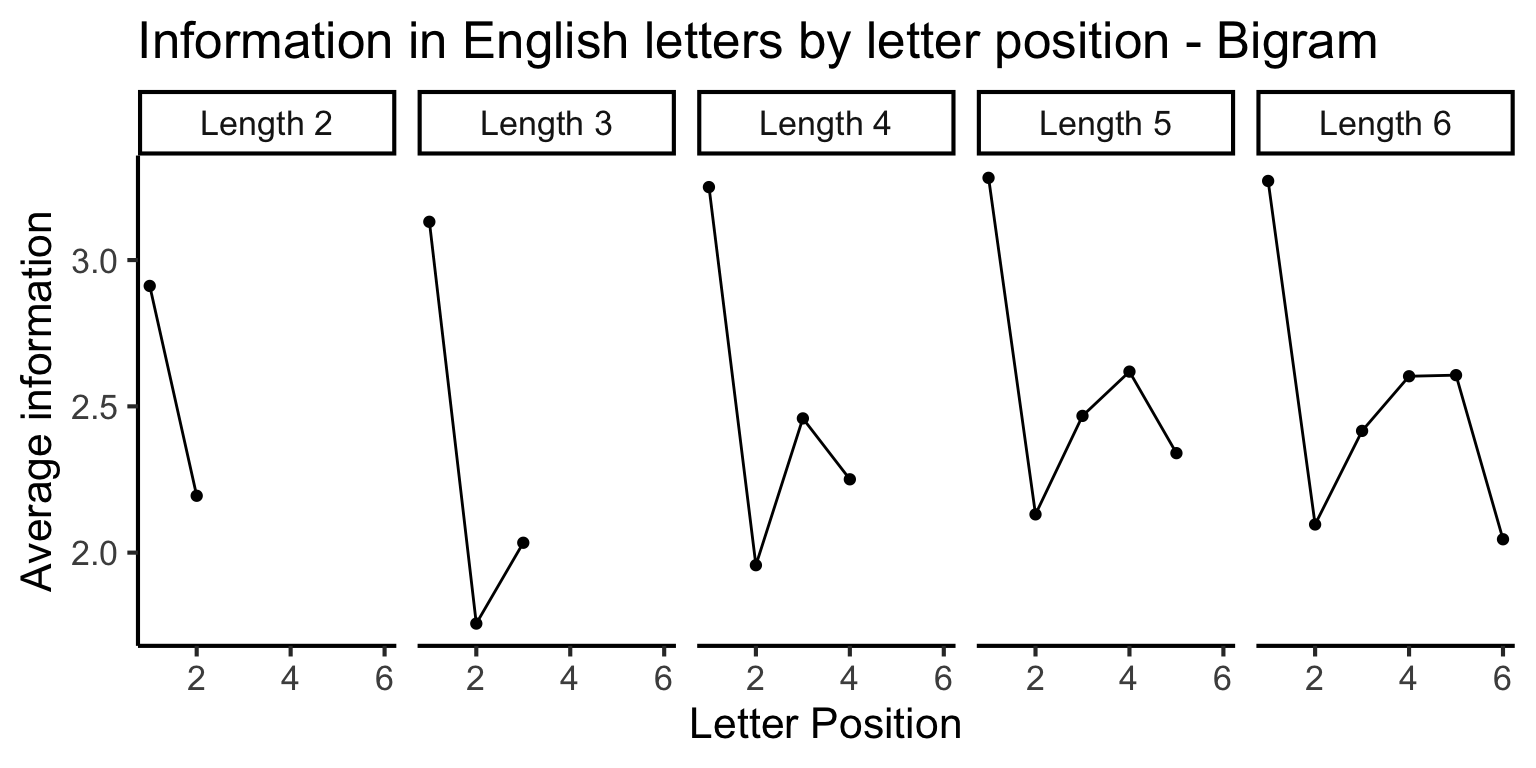 Information in English letters by letter position - Bigram
Length 2 Length 3 Length 4 Length 5 Length 6
Average information
3.0
2.5
2.0
2 4 6 2 4 6 2 4 6 2 4 6 2 4 6
Letter Position